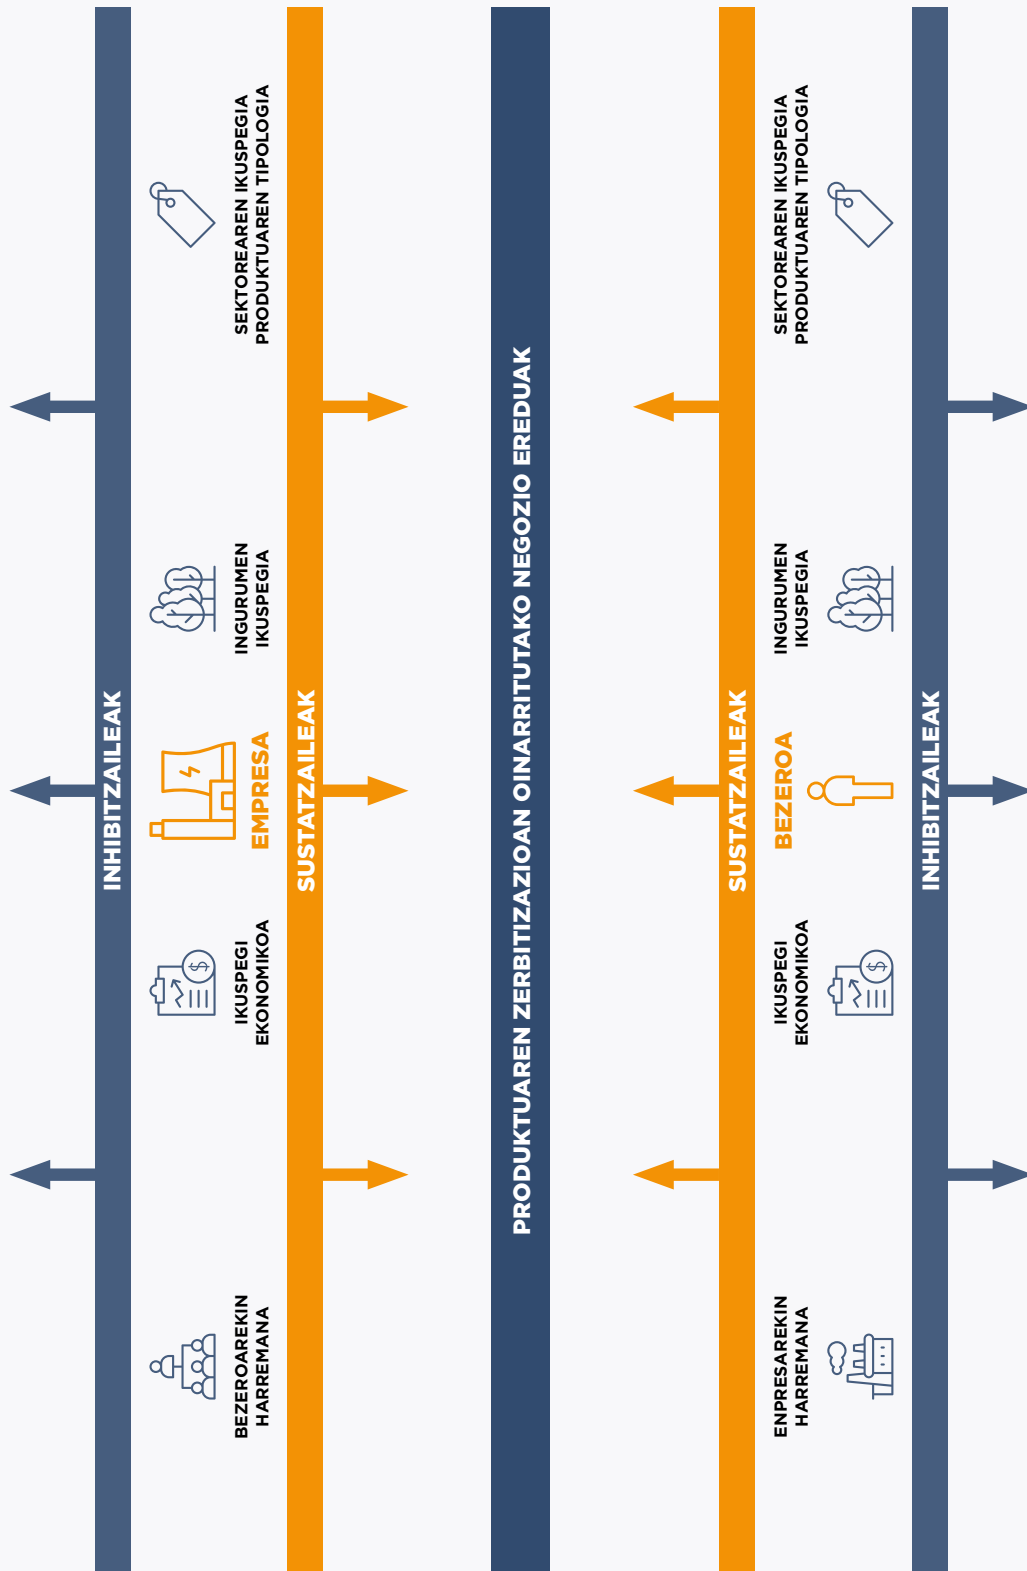 INHIBITZAILEAK
BEZEROAREKIN
HARREMANA
IKUSPEGI
EKONOMIKOA
EMPRESA
INGURUMEN
IKUSPEGIA
SEKTOREAREN IKUSPEGIA
PRODUKTUAREN TIPOLOGIA
SUSTATZAILEAK
PRODUKTUAREN ZERBITIZAZIOAN OINARRITUTAKO NEGOZIO EREDUAK
SUSTATZAILEAK
ENPRESAREKIN
HARREMANA
IKUSPEGI
EKONOMIKOA
BEZEROA
INGURUMEN
IKUSPEGIA
SEKTOREAREN IKUSPEGIA
PRODUKTUAREN TIPOLOGIA
INHIBITZAILEAK